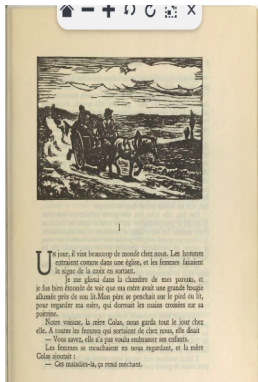 I
UN jour, il vint beaucoup de monde chez nous. Les hommes
entraient comme dans une église, et les femmes faisaient
le signe de la croix en sortant.
Je me glissai dans la chambre de mes parents, et
je fus bien étonnée de voir que ma mère avait une grande bougie
allumée près de son lit. Mon père se penchait sur le pied du lit,
pour regarder ma mère, qui dormait les mains croisées sur sa
poitrine.
Notre voisine, la mère Colas, nous garda tout le jour chez
elle. A toutes les femmes qui sortaient de chez nous, elle disait
— Vous savez, elle n'a pas voulu embrasser ses enfants.
Les femmes se mouchaient en nous regardant, et la mère
Colas ajoutait :
— Ces maladies-là, ça rend méchant.